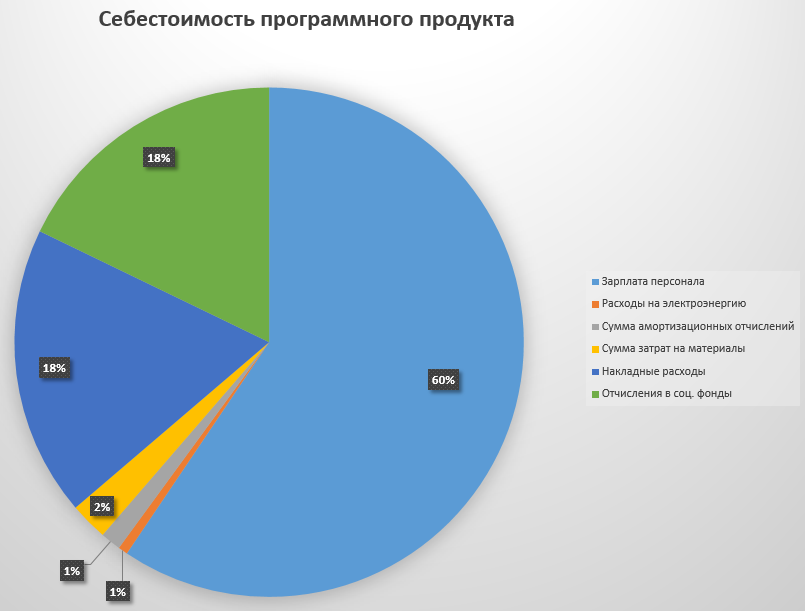 Себестоимость программного продукта
18%
18%
60%
2%
1%
1%
Зарплата персонала
Расходы на электроэнергию
Сумма амортизационных отчислений
Сумма затрат на материалы
Накладные расходы
Отчисления в соц. фонды